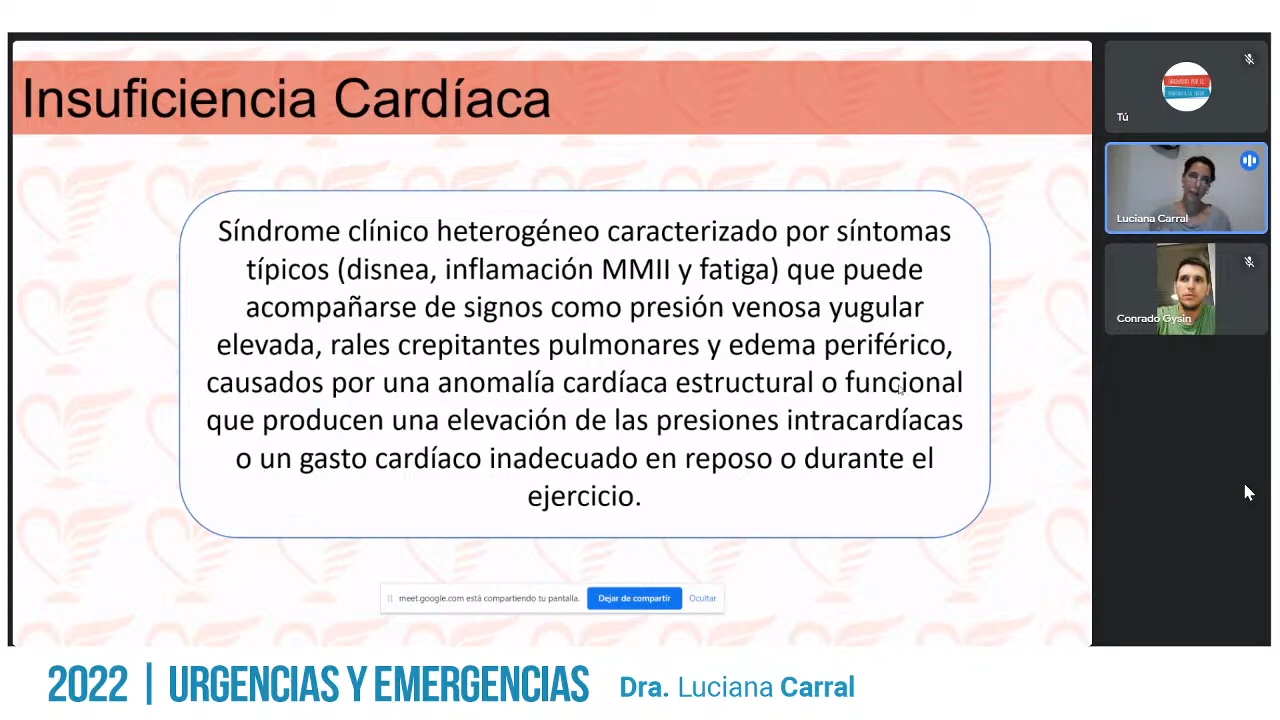 Insuficiencia Cardíaca
Síndrome clínico heterogéneo caracterizado por síntomas
típicos (disnea, inflamación MMII y fatiga) que puede
acompañarse de signos como presión venosa yugular
elevada, rales crepitantes pulmonares y edema periférico,
causados por una anomalía cardíaca estructural o funcional
que producen una elevación de las presiones intracardíacas
o un gasto cardíaco inadecuado en reposo o durante el
ejercicio.
meet.google.com está compartiendo tu pantalla.
Dejar de compartir
Ocultar
Tú
Luciana Carral
Conrado Gysin
2022 | URGENCIAS Y EMERGENCIAS
Dra. Luciana Carral